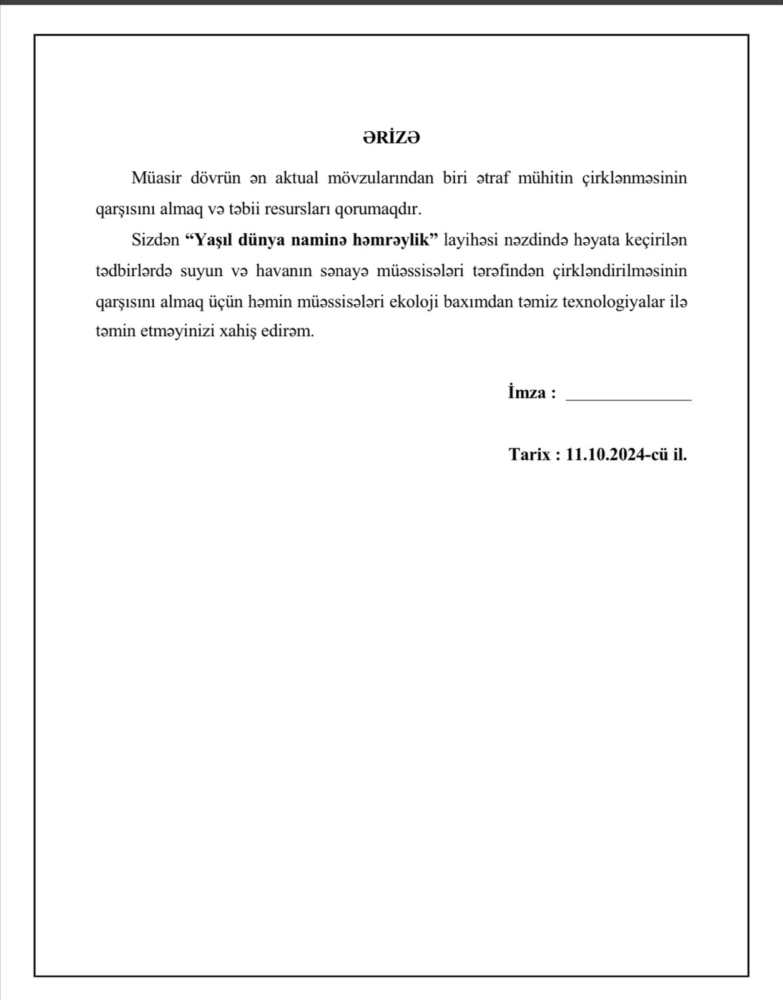 ƏRİZƏ
Müasir dövrün ən aktual mövzularından biri ətraf mühitin çirklənməsinin
qarşısını almaq və təbii resursları qorumaqdır.
Sizdən “Yaşıl dünya naminə həmrəylik” layihəsi nəzdində həyata keçirilən
tədbirlərdə suyun və havanın sənayə müəssisələri tərəfindən çirkləndirilməsinin
qarşısını almaq üçün həmin müəssisələri ekoloji baxımdan təmiz texnologiyalar ilə
təmin etməyinizi xahiş edirəm.
İmza : _______________
Tarix : 11.10.2024-cü il.